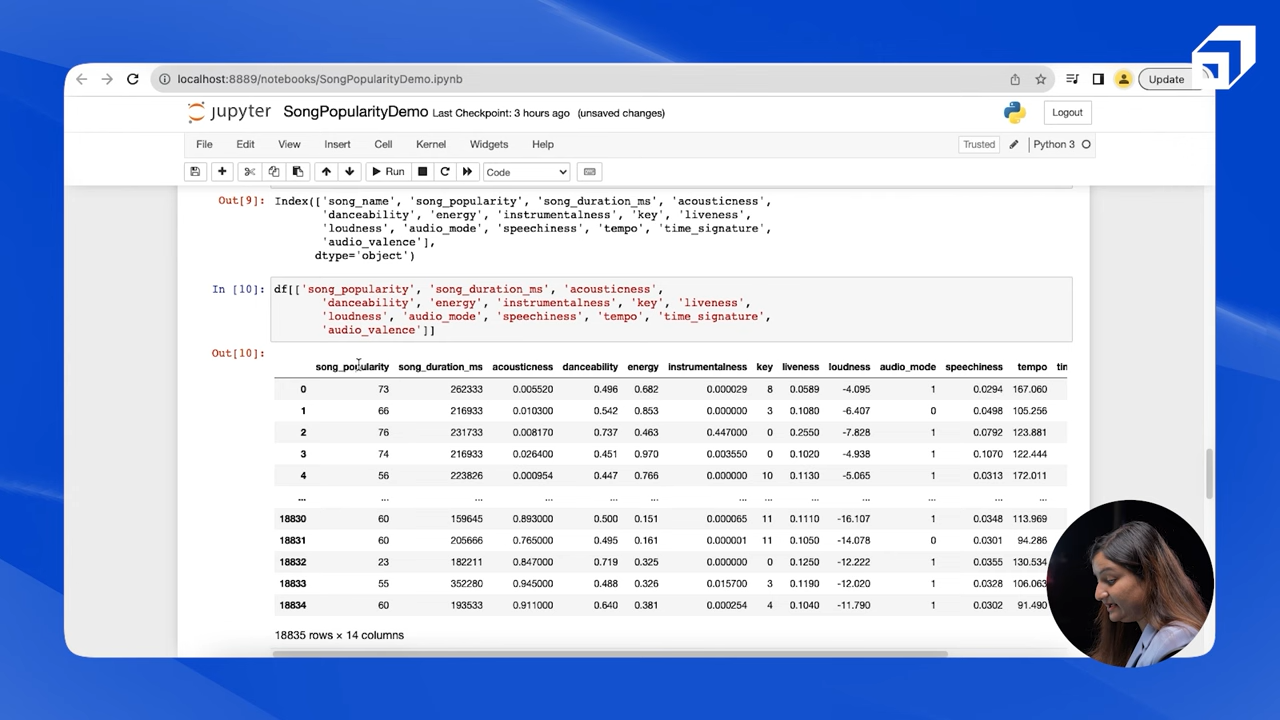 localhost:8889/notebooks/SongPopularityDemo.ipynb
Update
jupyter SongPopularityDemo Last Checkpoint: 3 hours ago (unsaved changes)
Logout
File Edit View Insert Cell Kernel Widgets Help
Trusted Python 3
Run Code
Out[9]: Index(['song_name', 'song_popularity', 'song_duration_ms', 'acousticness',
'danceability', 'energy', 'instrumentalness', 'key', 'liveness',
'loudness', 'audio_mode', 'speechiness', 'tempo', 'time_signature',
'audio_valence'],
dtype='object')
In [10]: df[['song_popularity', 'song_duration_ms', 'acousticness',
'danceability', 'energy', 'instrumentalness', 'key', 'liveness',
'loudness', 'audio_mode', 'speechiness', 'tempo', 'time_signature',
'audio_valence']]
Out[10]:
song_popularity song_duration_ms acousticness danceability energy instrumentalness key liveness loudness audio_mode speechiness tempo
0 73 262333 0.005520 0.496 0.682 0.000029 8 0.0589 -4.095 1 0.0294 167.060
1 66 216933 0.010300 0.542 0.853 0.000000 3 0.1080 -6.407 0 0.0498 105.256
2 76 231733 0.008170 0.737 0.463 0.447000 0 0.2550 -7.828 1 0.0792 123.881
3 74 216933 0.026400 0.451 0.970 0.003550 0 0.1020 -4.938 1 0.1070 122.444
4 56 223826 0.000954 0.447 0.766 0.000000 10 0.1130 -5.065 1 0.0313 172.011
... ... ... ... ... ... ... ... ... ... ... ... ...
18830 60 159645 0.893000 0.500 0.151 0.000065 11 0.1110 -16.107 1 0.0348 113.969
18831 60 205666 0.765000 0.495 0.161 0.000001 11 0.1050 -14.078 0 0.0301 94.286
18832 23 182211 0.847000 0.719 0.325 0.000000 0 0.1250 -12.222 1 0.0355 130.534
18833 55 352280 0.945000 0.488 0.326 0.015700 3 0.1190 -12.020 1 0.0328 106.063
18834 60 193533 0.911000 0.640 0.381 0.000254 4 0.1040 -11.790 1 0.0302 91.490
18835 rows × 14 columns